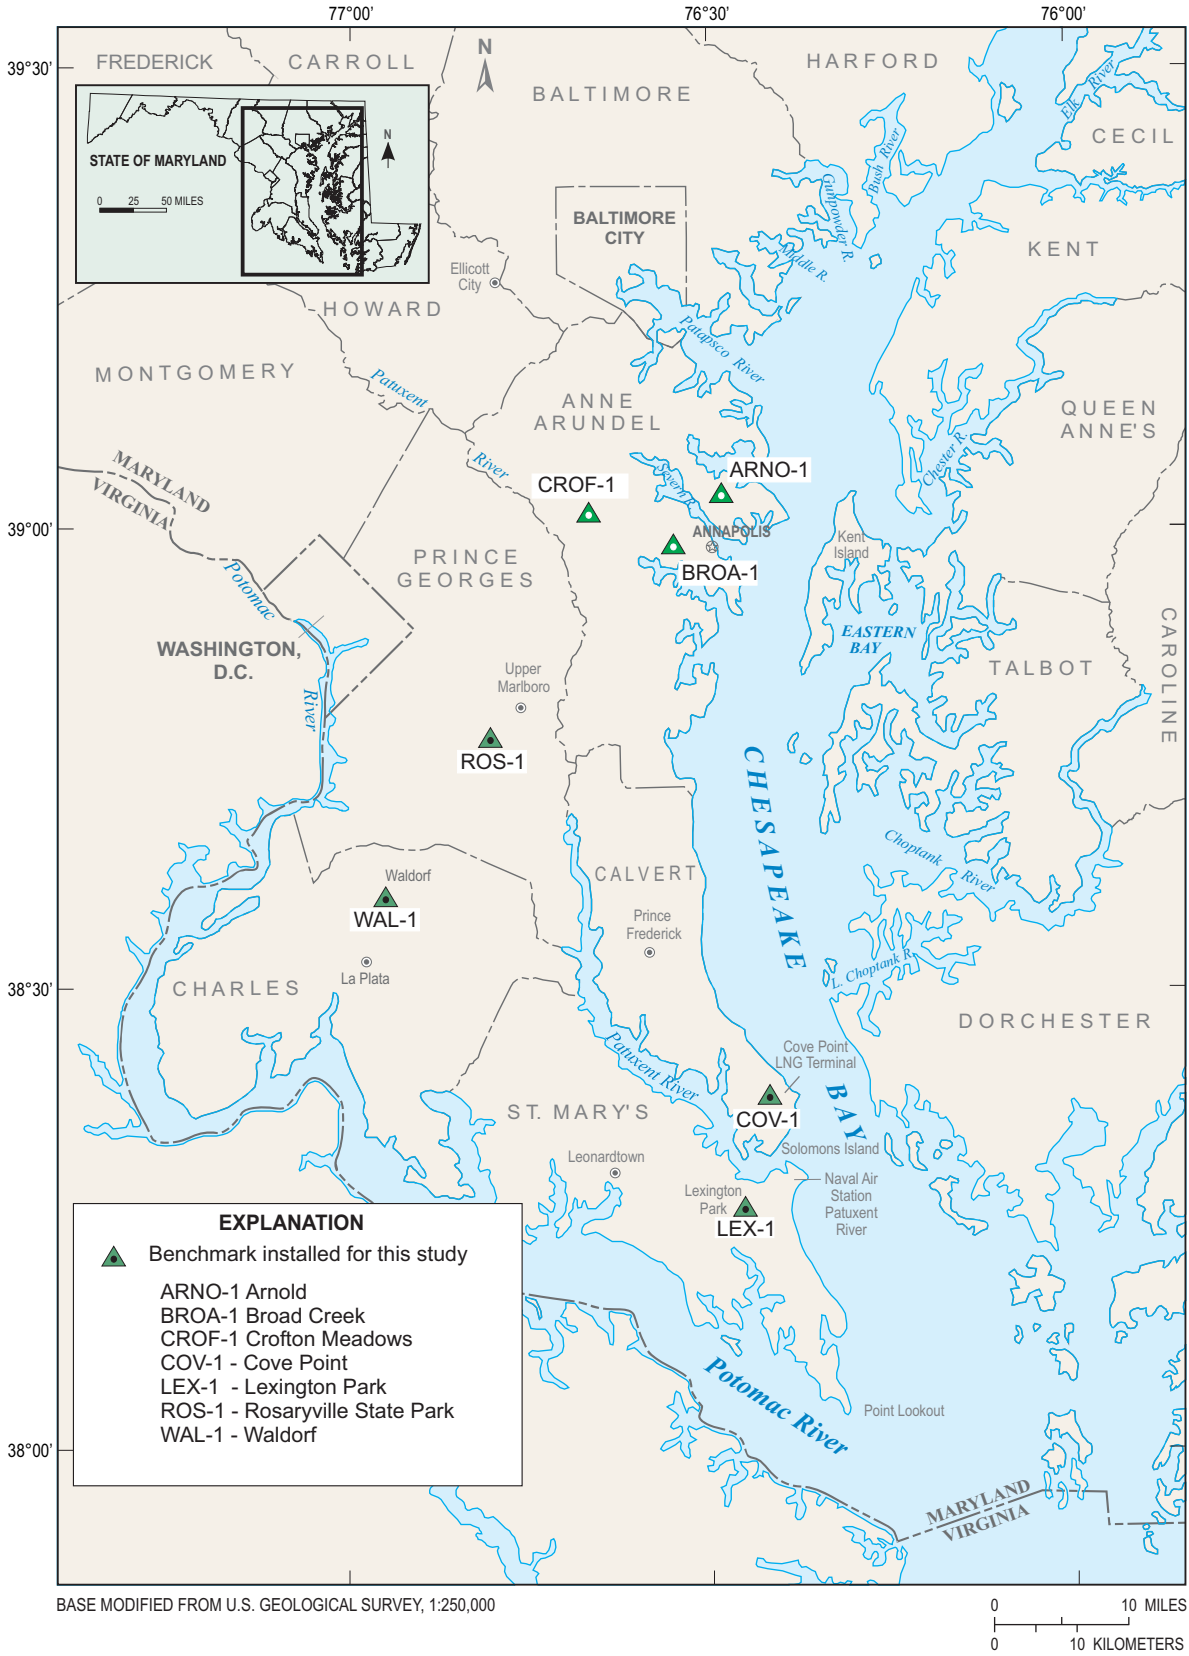 77°00'
76°30'
76°00'
39°30'
39°00'
38°30'
38°00'
FREDERICK
CARROLL
N
HARFORD
BALTIMORE
Elk River
CECIL
STATE OF MARYLAND
N
0 25 50 MILES
Bush River
Gunpowder R.
BALTIMORE
CITY
Middle R.
KENT
Ellicott
City
HOWARD
Patapsco River
MONTGOMERY
Patuxent
River
ANNE
ARUNDEL
QUEEN
ANNE'S
Chester R.
MARYLAND
VIRGINIA
CROF-1
Severn R.
ARNO-1
ANNAPOLIS
BROA-1
Kent
Island
PRINCE
GEORGES
Potomac
River
EASTERN
BAY
WASHINGTON,
D.C.
TALBOT
CAROLINE
Upper
Marlboro
ROS-1
CHESAPEAKE
BAY
Choptank
River
Waldorf
WAL-1
CALVERT
Prince
Frederick
La Plata
L. Choptank R.
CHARLES
DORCHESTER
Patuxent River
Cove Point
LNG Terminal
COV-1
ST. MARY'S
Solomons Island
Leonardtown
Lexington
Park
LEX-1
Naval Air
Station
Patuxent
River
EXPLANATION
Benchmark installed for this study
ARNO-1 Arnold
BROA-1 Broad Creek
CROF-1 Crofton Meadows
COV-1 - Cove Point
LEX-1 - Lexington Park
ROS-1 - Rosaryville State Park
WAL-1 - Waldorf
Potomac River
Point Lookout
MARYLAND
VIRGINIA
BASE MODIFIED FROM U.S. GEOLOGICAL SURVEY, 1:250,000
0 10 MILES
0 10 KILOMETERS